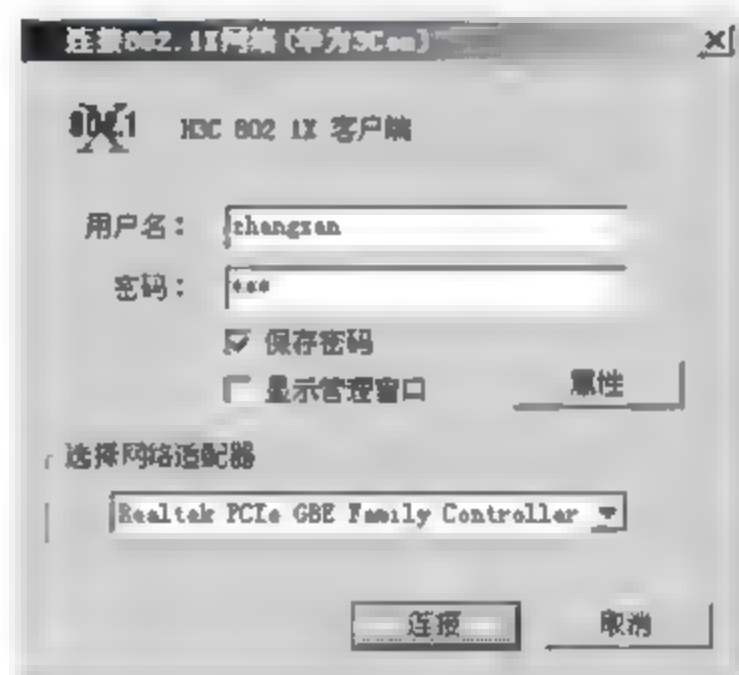 连接802.1X网络(华为3Com)
802.1X
H3C 802 1X 客户端
用户名： zhangsan
密码： ***
保存密码
显示管理窗口 属性
选择网络适配器
Realtek PCIe GBE Family Controller
连接 取消